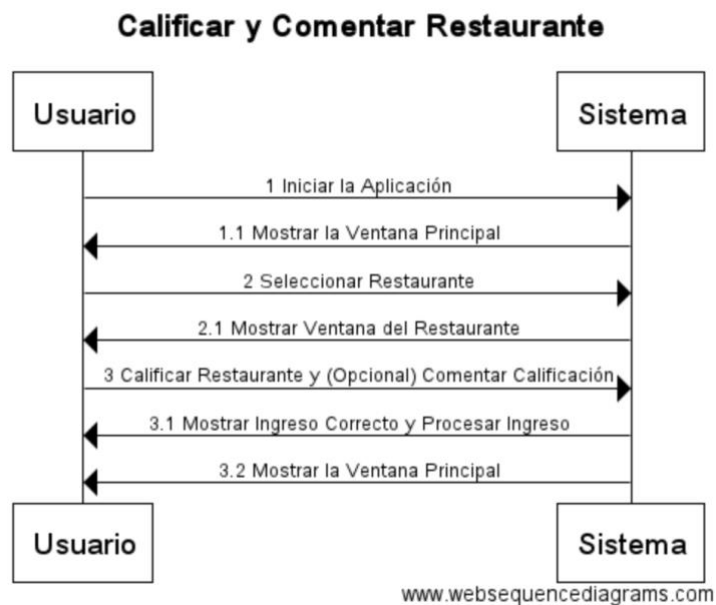 Calificar y Comentar Restaurante
Usuario
Sistema
1 Iniciar la Aplicación
1.1 Mostrar la Ventana Principal
2 Seleccionar Restaurante
2.1 Mostrar Ventana del Restaurante
3 Calificar Restaurante y (Opcional) Comentar Calificación
3.1 Mostrar Ingreso Correcto y Procesar Ingreso
3.2 Mostrar la Ventana Principal
Usuario
Sistema
www.websequencediagrams.com